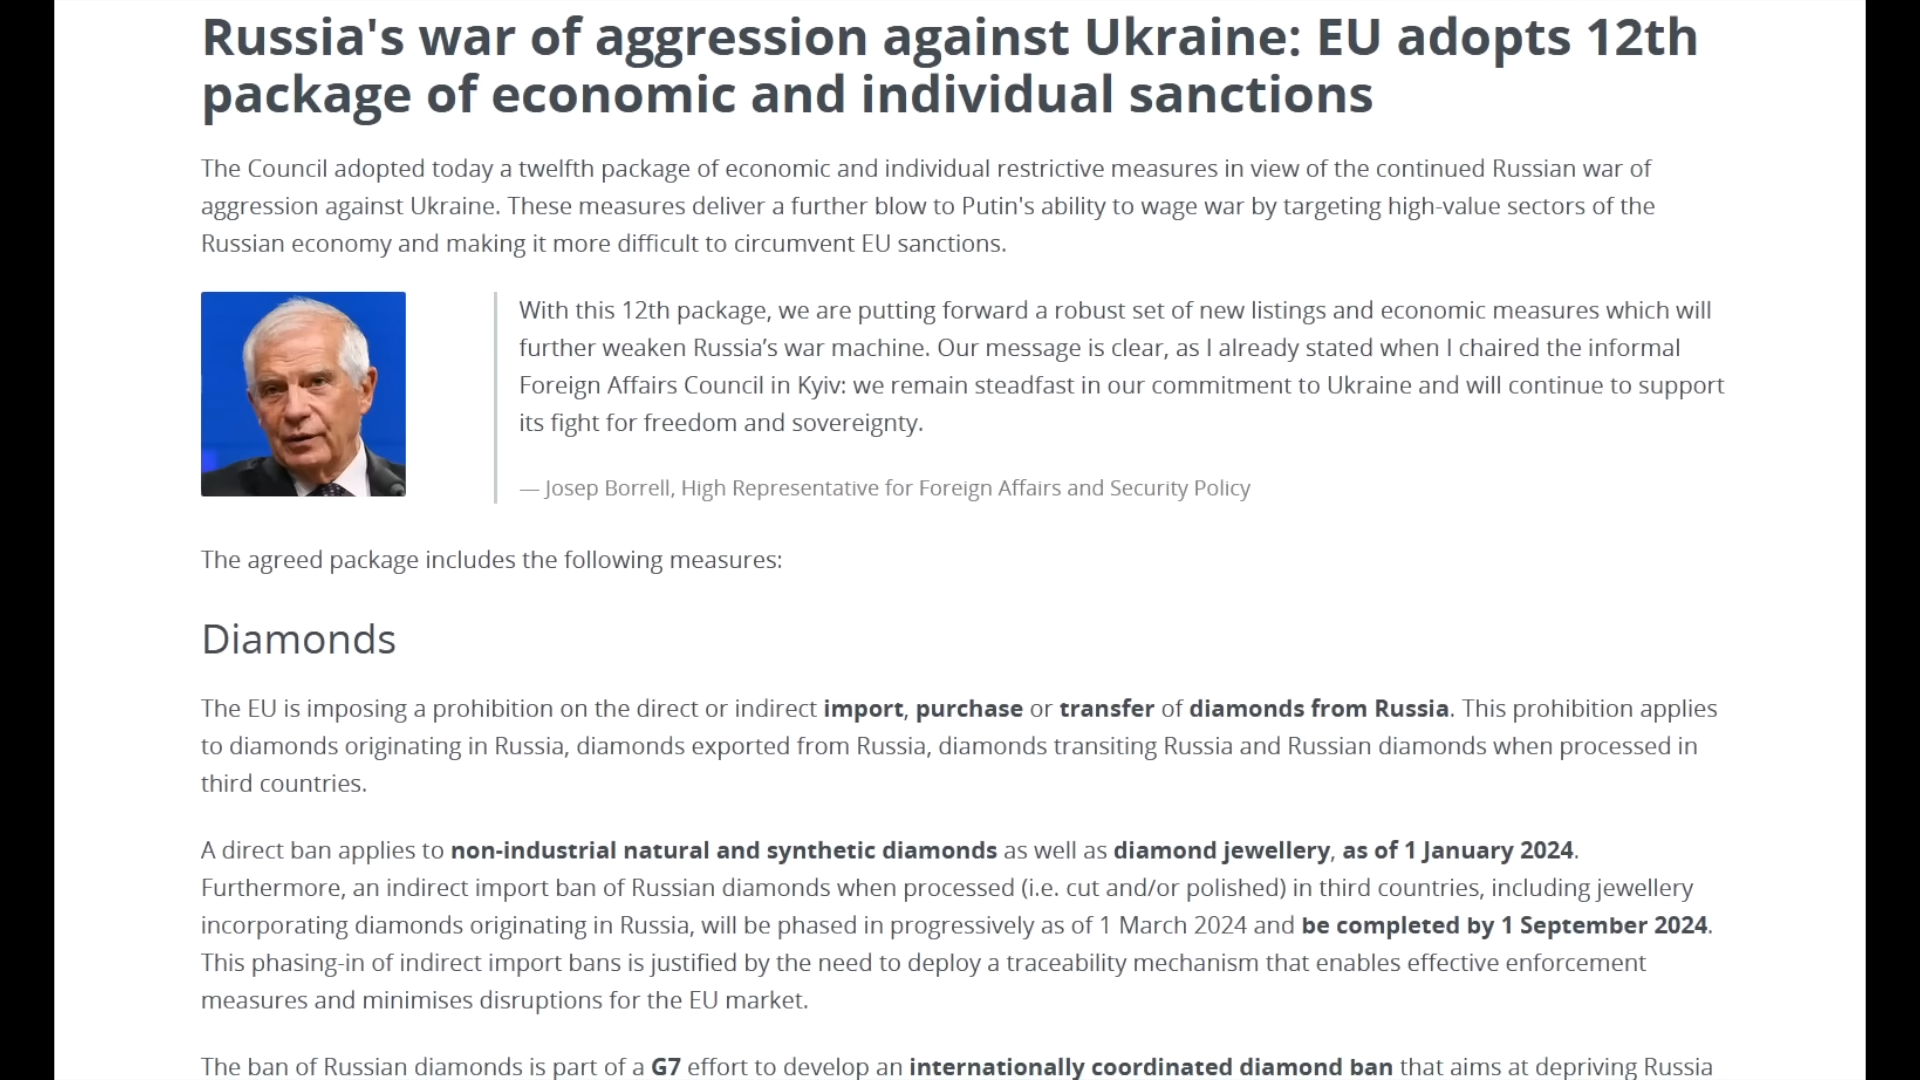 Russia's war of aggression against Ukraine: EU adopts 12th
package of economic and individual sanctions
The Council adopted today a twelfth package of economic and individual restrictive measures in view of the continued Russian war of
aggression against Ukraine. These measures deliver a further blow to Putin's ability to wage war by targeting high-value sectors of the
Russian economy and making it more difficult to circumvent EU sanctions.
With this 12th package, we are putting forward a robust set of new listings and economic measures which will
further weaken Russia’s war machine. Our message is clear, as I already stated when I chaired the informal
Foreign Affairs Council in Kyiv: we remain steadfast in our commitment to Ukraine and will continue to support
its fight for freedom and sovereignty.
— Josep Borrell, High Representative for Foreign Affairs and Security Policy
The agreed package includes the following measures:
Diamonds
The EU is imposing a prohibition on the direct or indirect import, purchase or transfer of diamonds from Russia. This prohibition applies
to diamonds originating in Russia, diamonds exported from Russia, diamonds transiting Russia and Russian diamonds when processed in
third countries.
A direct ban applies to non-industrial natural and synthetic diamonds as well as diamond jewellery, as of 1 January 2024.
Furthermore, an indirect import ban of Russian diamonds when processed (i.e. cut and/or polished) in third countries, including jewellery
incorporating diamonds originating in Russia, will be phased in progressively as of 1 March 2024 and be completed by 1 September 2024.
This phasing-in of indirect import bans is justified by the need to deploy a traceability mechanism that enables effective enforcement
measures and minimises disruptions for the EU market.
The ban of Russian diamonds is part of a G7 effort to develop an internationally coordinated diamond ban that aims at depriving Russia